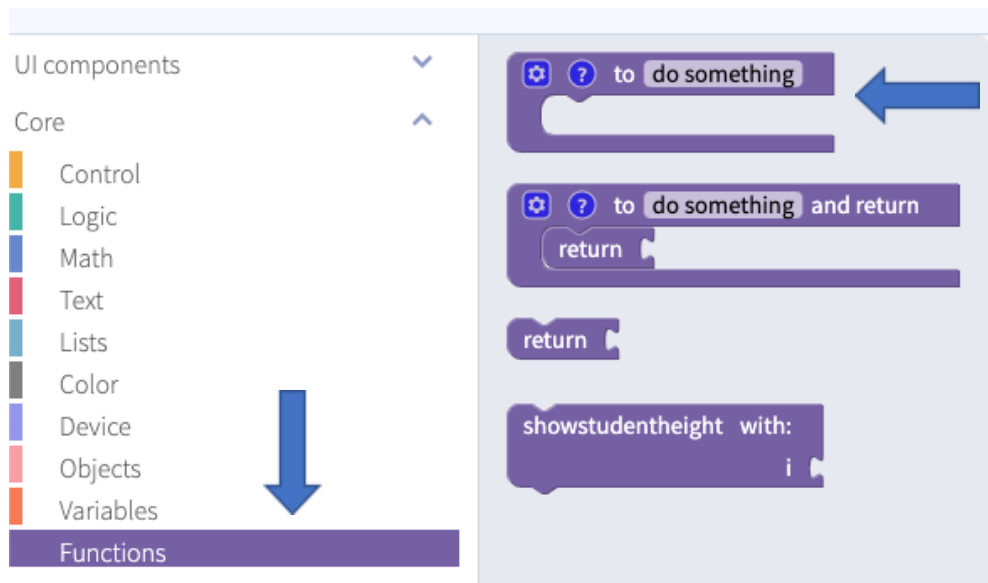 UI components
Core
Control
Logic
Math
Text
Lists
Color
Device
Objects
Variables
Functions
? to do something
? to do something and return
return
return
showstudentheight with:
i